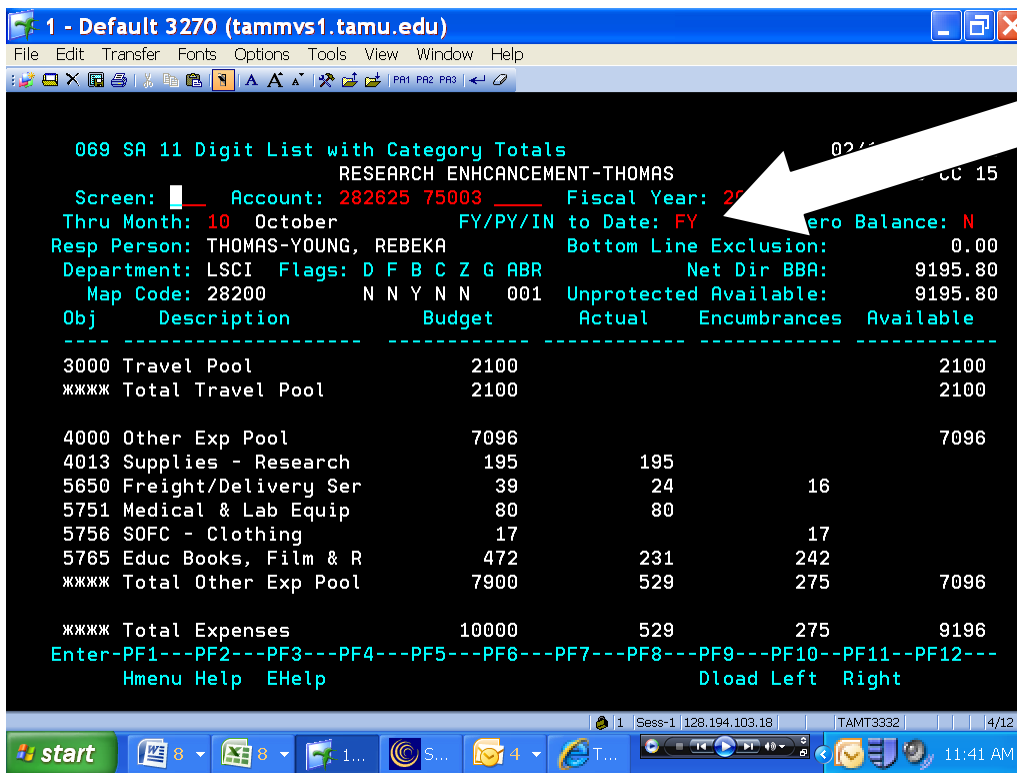 1 - Default 3270 (tammvs1.tamu.edu)
File Edit Transfer Fonts Options Tools View Window Help
PA1 PA2 PA3
069 SA 11 Digit List with Category Totals
RESEARCH ENHCANCEMENT-THOMAS CC 15
Screen: ___ Account: 282625 75003 ____ Fiscal Year:
Thru Month: 10 October FY/PY/IN to Date: FY Balance: N
Resp Person: THOMAS-YOUNG, REBEKA Bottom Line Exclusion: 0.00
Department: LSCI Flags: D F B C Z G ABR Net Dir BBA: 9195.80
Map Code: 28200 N N Y N N 001 Unprotected Available: 9195.80
Obj Description Budget Actual Encumbrances Available
---- -------------------- ------------ ------------ ------------ ------------
3000 Travel Pool 2100 2100
**** Total Travel Pool 2100 2100
4000 Other Exp Pool 7096 7096
4013 Supplies - Research 195 195
5650 Freight/Delivery Ser 39 24 16
5751 Medical & Lab Equip 80 80
5756 SOFC - Clothing 17 17
5765 Educ Books, Film & R 472 231 242
**** Total Other Exp Pool 7900 529 275 7096
**** Total Expenses 10000 529 275 9196
Enter-PF1---PF2---PF3---PF4---PF5---PF6---PF7---PF8---PF9---PF10--PF11--PF12---
Hmenu Help EHelp Dload Left Right
1 Sess-1 128.194.103.18 TAMT3332 4/12
start 8 8 1... S... 4 T... 11:41 AM